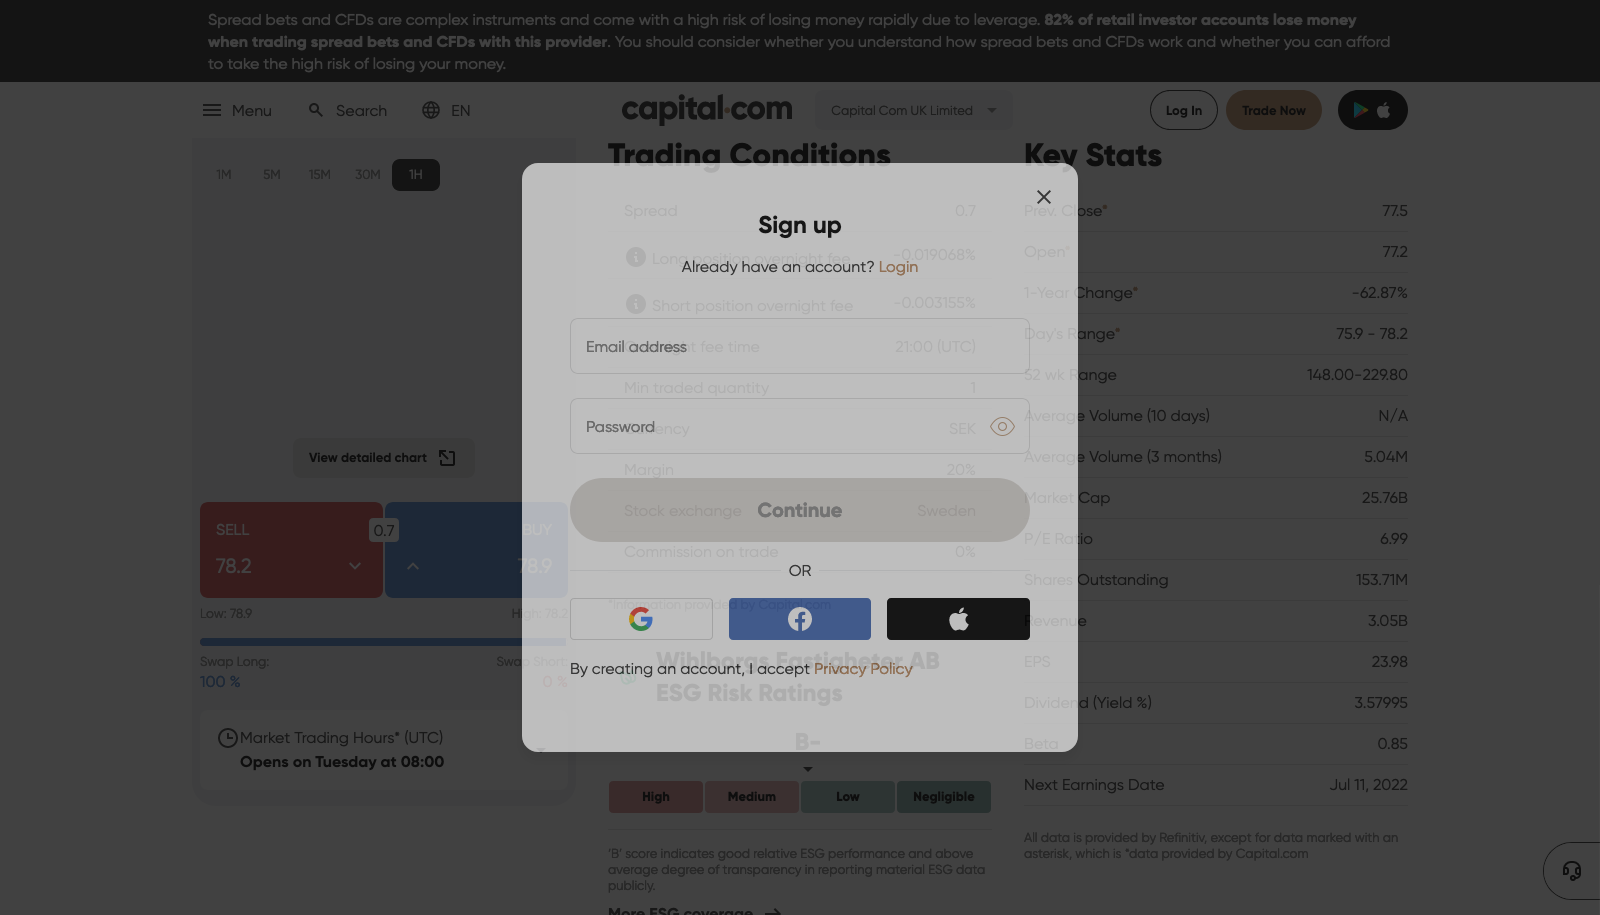 Spread bets and CFDs are complex instruments and come with a high risk of losing money rapidly due to leverage. 82% of retail investor accounts lose money
when trading spread bets and CFDs with this provider. You should consider whether you understand how spread bets and CFDs work and whether you can afford
to take the high risk of losing your money.
Menu
Search
EN
capital.com
Capital Com UK Limited
Log In
Trade Now
1M 5M 15M 30M 1H
View detailed chart
SELL
78.2
0.7
BUY
78.9
Low: 78.9
High: 78.2
Swap Long:
100 %
Swap Short:
0 %
Market Trading Hours* (UTC)
Opens on Tuesday at 08:00
Trading Conditions
Spread 0.7
Long position overnight fee -0.019068%
Short position overnight fee -0.003155%
fee time 21:00 (UTC)
Min traded quantity 1
Currency SEK
Margin 20%
Stock exchange Sweden
Commission on trade 0%
*Information provided by Capital.com
Wihlborgs Fastigheter AB
ESG Risk Ratings
B-
High Medium Low Negligible
'B' score indicates good relative ESG performance and above
average degree of transparency in reporting material ESG data
publicly.
More ESG coverage
Sign up
Already have an account? Login
Email address
Password
Continue
OR
By creating an account, I accept Privacy Policy
Key Stats
Prev. Close* 77.5
Open* 77.2
1-Year Change* -62.87%
Day's Range* 75.9 - 78.2
52 wk Range 148.00-229.80
Average Volume (10 days) N/A
Average Volume (3 months) 5.04M
Market Cap 25.76B
P/E Ratio 6.99
Shares Outstanding 153.71M
Revenue 3.05B
EPS 23.98
Dividend (Yield %) 3.57995
Beta 0.85
Next Earnings Date Jul 11, 2022
All data is provided by Refinitiv, except for data marked with an
asterisk, which is *data provided by Capital.com